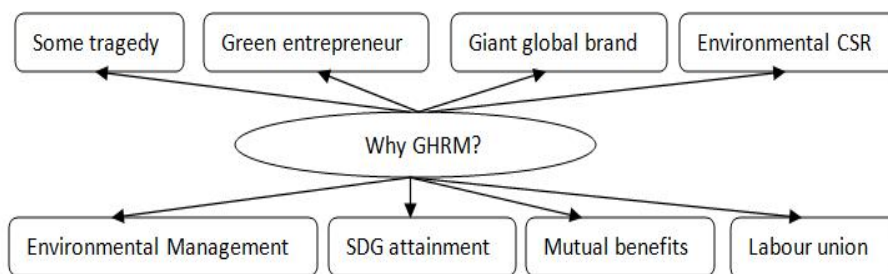 Some tragedy
Green entrepreneur
Giant global brand
Environmental CSR
Why GHRM?
Environmental Management
SDG attainment
Mutual benefits
Labour union